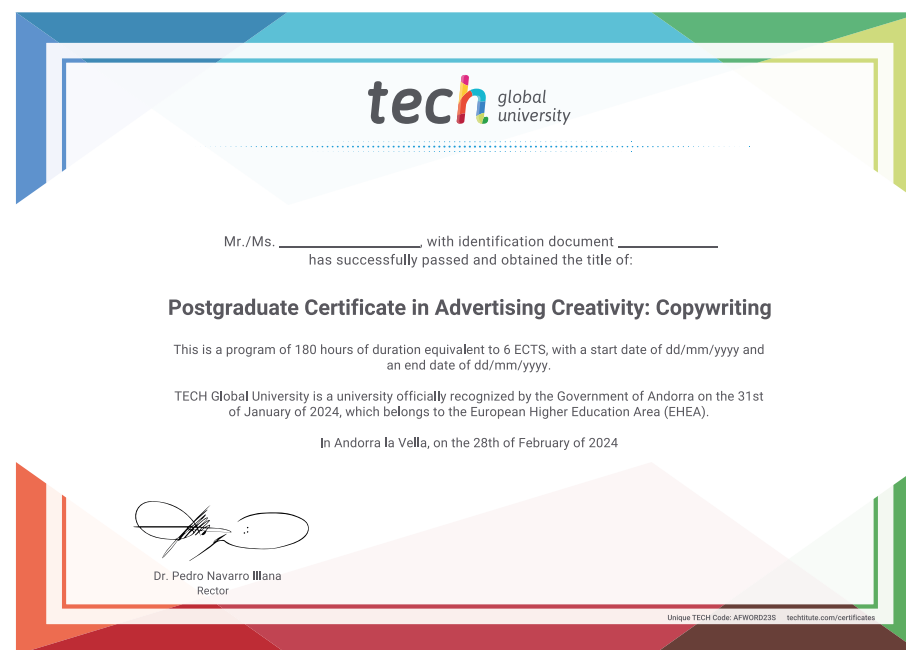 tech global university
Mr./Ms. ____________, with identification document ____________
has successfully passed and obtained the title of:
Postgraduate Certificate in Advertising Creativity: Copywriting
This is a program of 180 hours of duration equivalent to 6 ECTS, with a start date of dd/mm/yyyy and
an end date of dd/mm/yyyy.
TECH Global University is a university officially recognized by the Government of Andorra on the 31st
of January of 2024, which belongs to the European Higher Education Area (EHEA).
In Andorra la Vella, on the 28th of February of 2024
Dr. Pedro Navarro Illana
Rector
Unique TECH Code: AFWORD23S techtitute.com/certificates